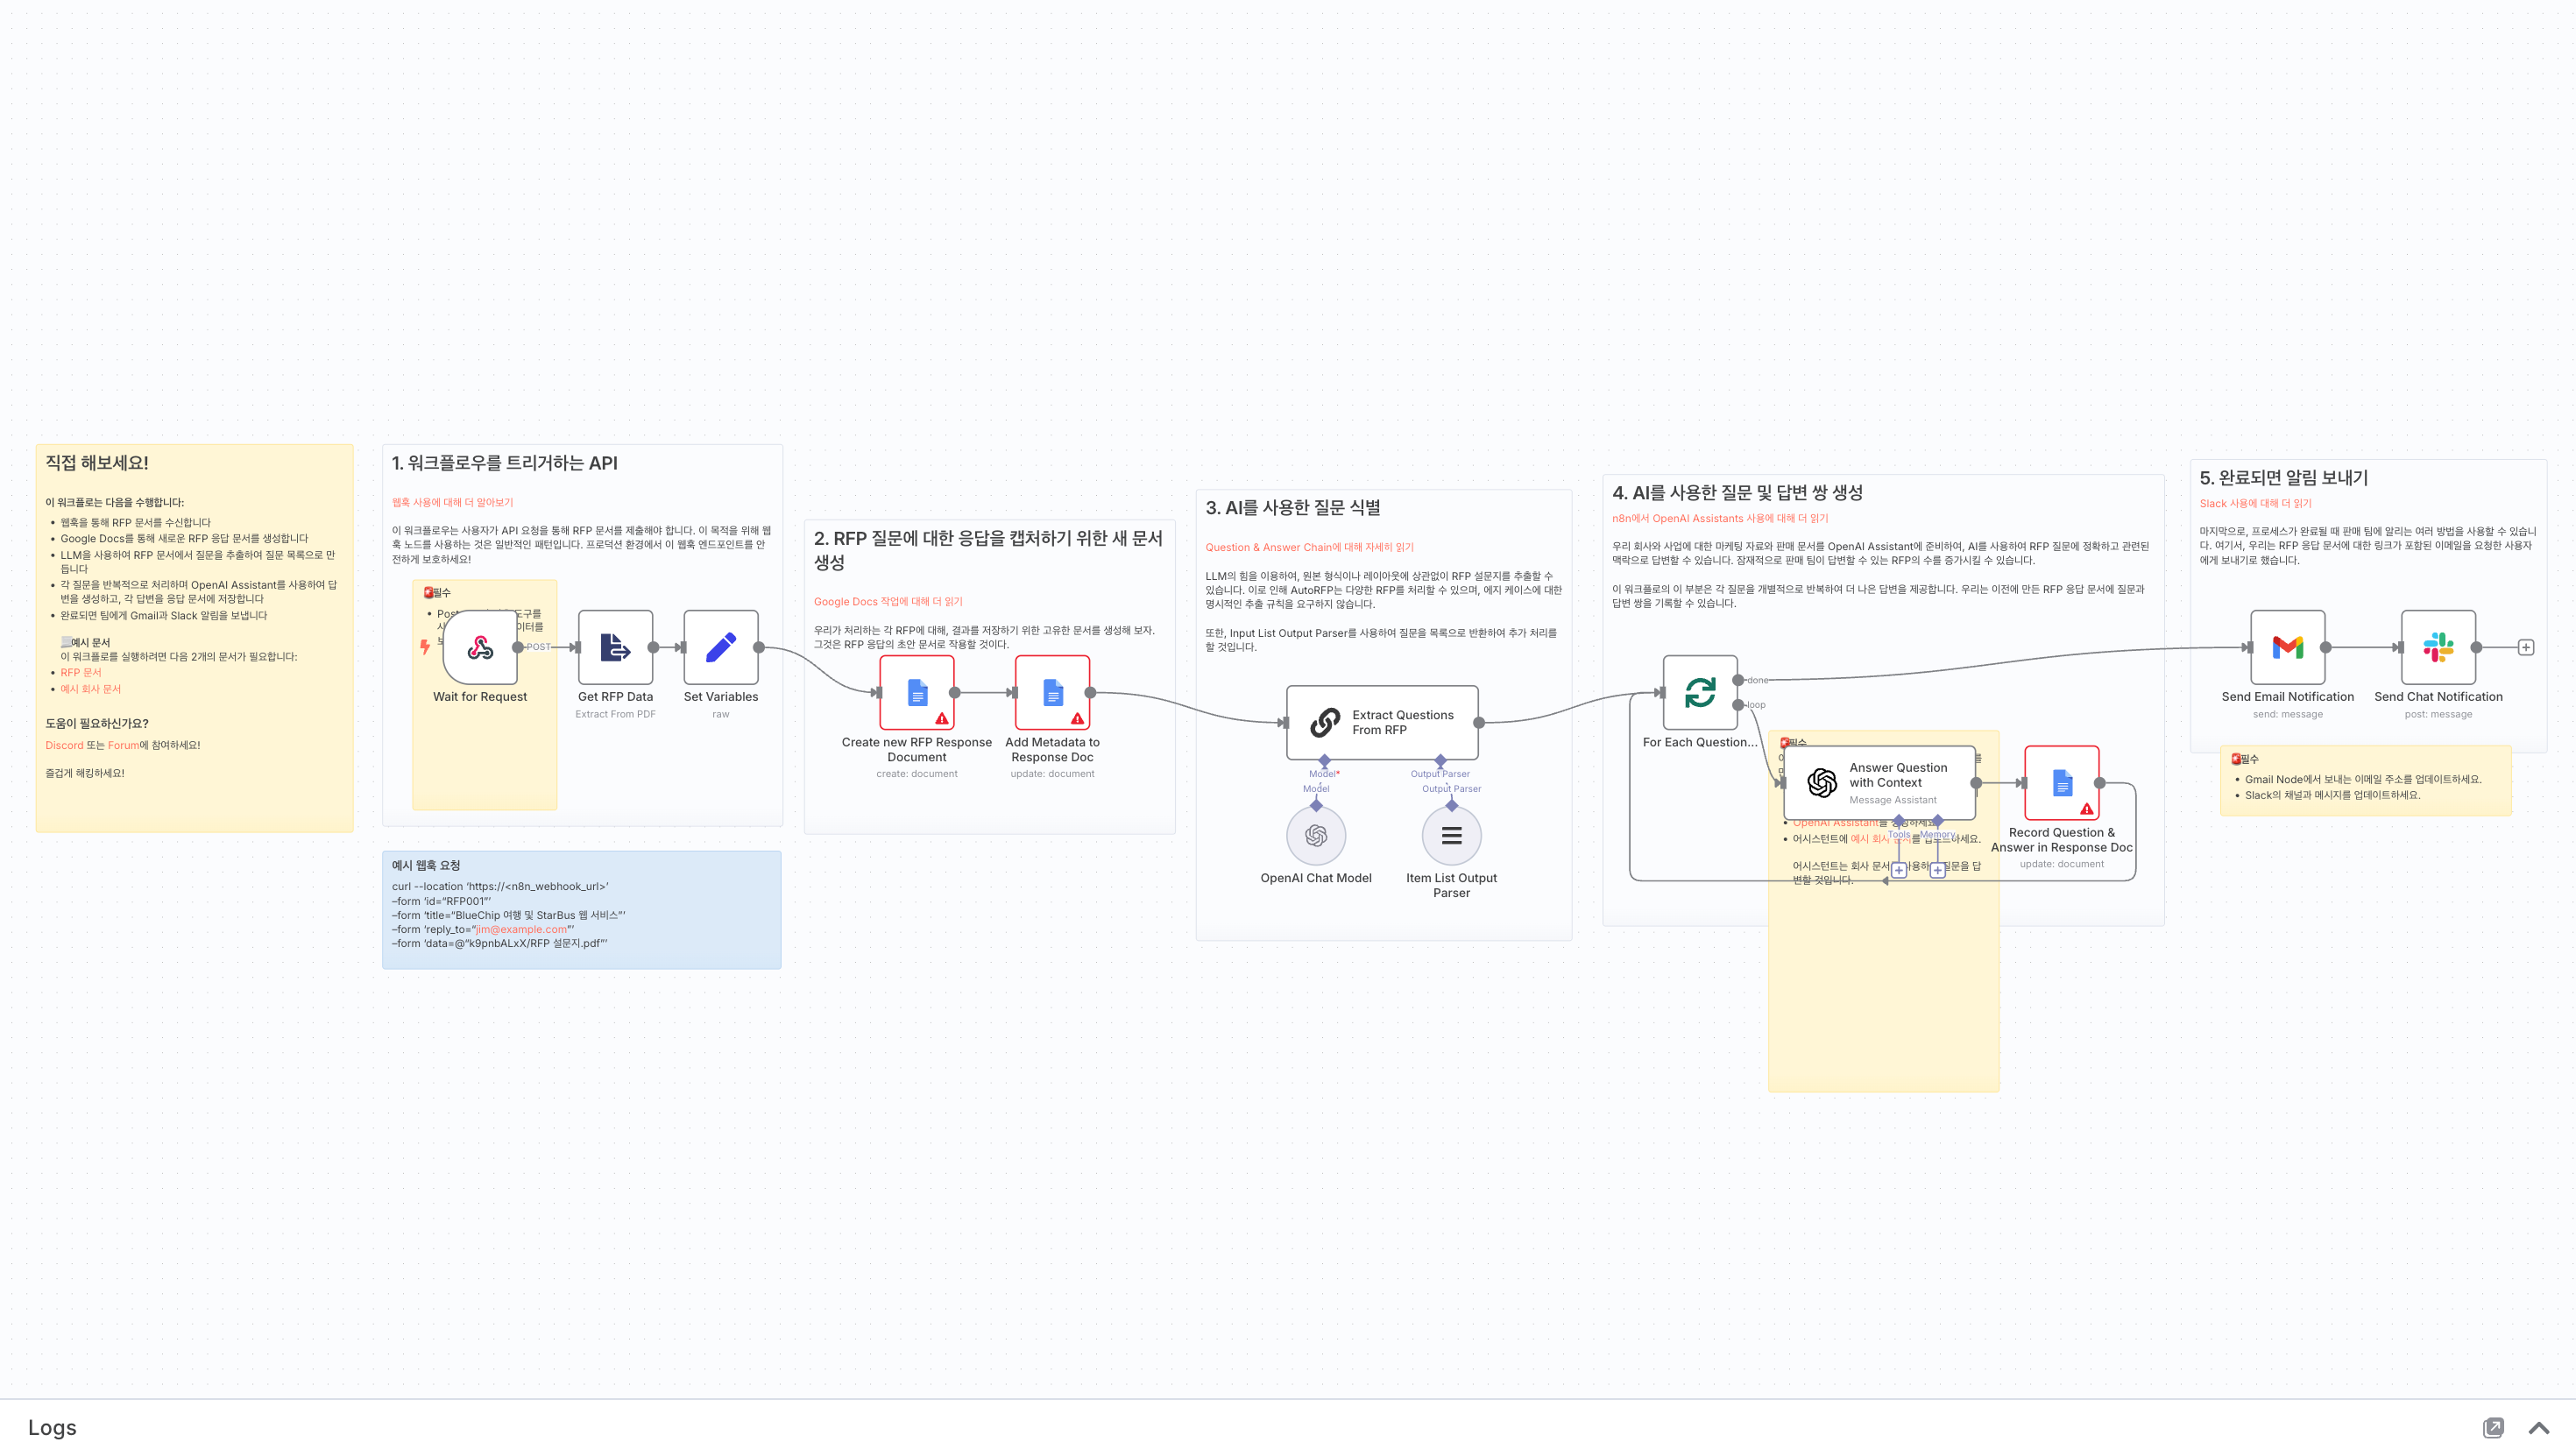 직접 해보세요!
이 워크플로는 다음을 수행합니다:
웹훅을 통해 RFP 문서를 수신합니다
Google Docs를 통해 새로운 RFP 응답 문서를 생성합니다
LLM을 사용하여 RFP 문서에서 질문을 추출하여 질문 목록으로 만
듭니다
각 질문을 반복적으로 처리하며 OpenAI Assistant를 사용하여 답
변을 생성하고, 각 답변을 응답 문서에 저장합니다
완료되면 팀에게 Gmail과 Slack 알림을 보냅니다
예시 문서
이 워크플로를 실행하려면 다음 2개의 문서가 필요합니다:
RFP 문서
예시 회사 문서
도움이 필요하신가요?
Discord 또는 Forum에 참여하세요!
즐겁게 해킹하세요!
1. 워크플로우를 트리거하는 API
웹훅 사용에 대해 더 알아보기
이 워크플로우는 사용자가 API 요청을 통해 RFP 문서를 제출해야 합니다. 이 목적을 위해 웹
훅 노드를 사용하는 것은 일반적인 패턴입니다. 프로덕션 환경에서 이 웹훅 엔드포인트를 안
전하게 보호하세요!
필수
도구를
POST
Wait for Request
Get RFP Data
Extract From PDF
Set Variables
raw
예시 웹훅 요청
curl --location ‘https://<n8n_webhook_url>’
–form ‘id=“RFP001”’
–form ‘title=“BlueChip 여행 및 StarBus 웹 서비스”’
–form ‘reply_to=“jim@example.com”’
–form ‘data=@“k9pnbALxX/RFP 설문지.pdf”’
2. RFP 질문에 대한 응답을 캡처하기 위한 새 문서
생성
Google Docs 작업에 대해 더 읽기
우리가 처리하는 각 RFP에 대해, 결과를 저장하기 위한 고유한 문서를 생성해 보자.
그것은 RFP 응답의 초안 문서로 작용할 것이다.
Create new RFP Response
Document
create: document
Add Metadata to
Response Doc
update: document
3. AI를 사용한 질문 식별
Question & Answer Chain에 대해 자세히 읽기
LLM의 힘을 이용하여, 원본 형식이나 레이아웃에 상관없이 RFP 설문지를 추출할 수
있습니다. 이로 인해 AutoRFP는 다양한 RFP를 처리할 수 있으며, 에지 케이스에 대한
명시적인 추출 규칙을 요구하지 않습니다.
또한, Input List Output Parser를 사용하여 질문을 목록으로 반환하여 추가 처리를
할 것입니다.
Extract Questions
From RFP
Model*
Model
Output Parser
Output Parser
OpenAI Chat Model
Item List Output
Parser
4. AI를 사용한 질문 및 답변 쌍 생성
n8n에서 OpenAI Assistants 사용에 대해 더 읽기
우리 회사와 사업에 대한 마케팅 자료와 판매 문서를 OpenAI Assistant에 준비하여, AI를 사용하여 RFP 질문에 정확하고 관련된
맥락으로 답변할 수 있습니다. 잠재적으로 판매 팀이 답변할 수 있는 RFP의 수를 증가시킬 수 있습니다.
이 워크플로의 이 부분은 각 질문을 개별적으로 반복하여 더 나은 답변을 제공합니다. 우리는 이전에 만든 RFP 응답 문서에 질문과
답변 쌍을 기록할 수 있습니다.
done
loop
For Each Question...
필수
Answer Question
with Context
Message Assistant
OpenAI Assistant를
어시스턴트에 예시 회사
Tools
Memory
어시스턴트는 회사 질문을 답
변할 것입니다.
Record Question &
Answer in Response Doc
update: document
5. 완료되면 알림 보내기
Slack 사용에 대해 더 읽기
마지막으로, 프로세스가 완료될 때 판매 팀에 알리는 여러 방법을 사용할 수 있습니
다. 여기서, 우리는 RFP 응답 문서에 대한 링크가 포함된 이메일을 요청한 사용자
에게 보내기로 했습니다.
Send Email Notification
send: message
Send Chat Notification
post: message
필수
Gmail Node에서 보내는 이메일 주소를 업데이트하세요.
Slack의 채널과 메시지를 업데이트하세요.
Logs